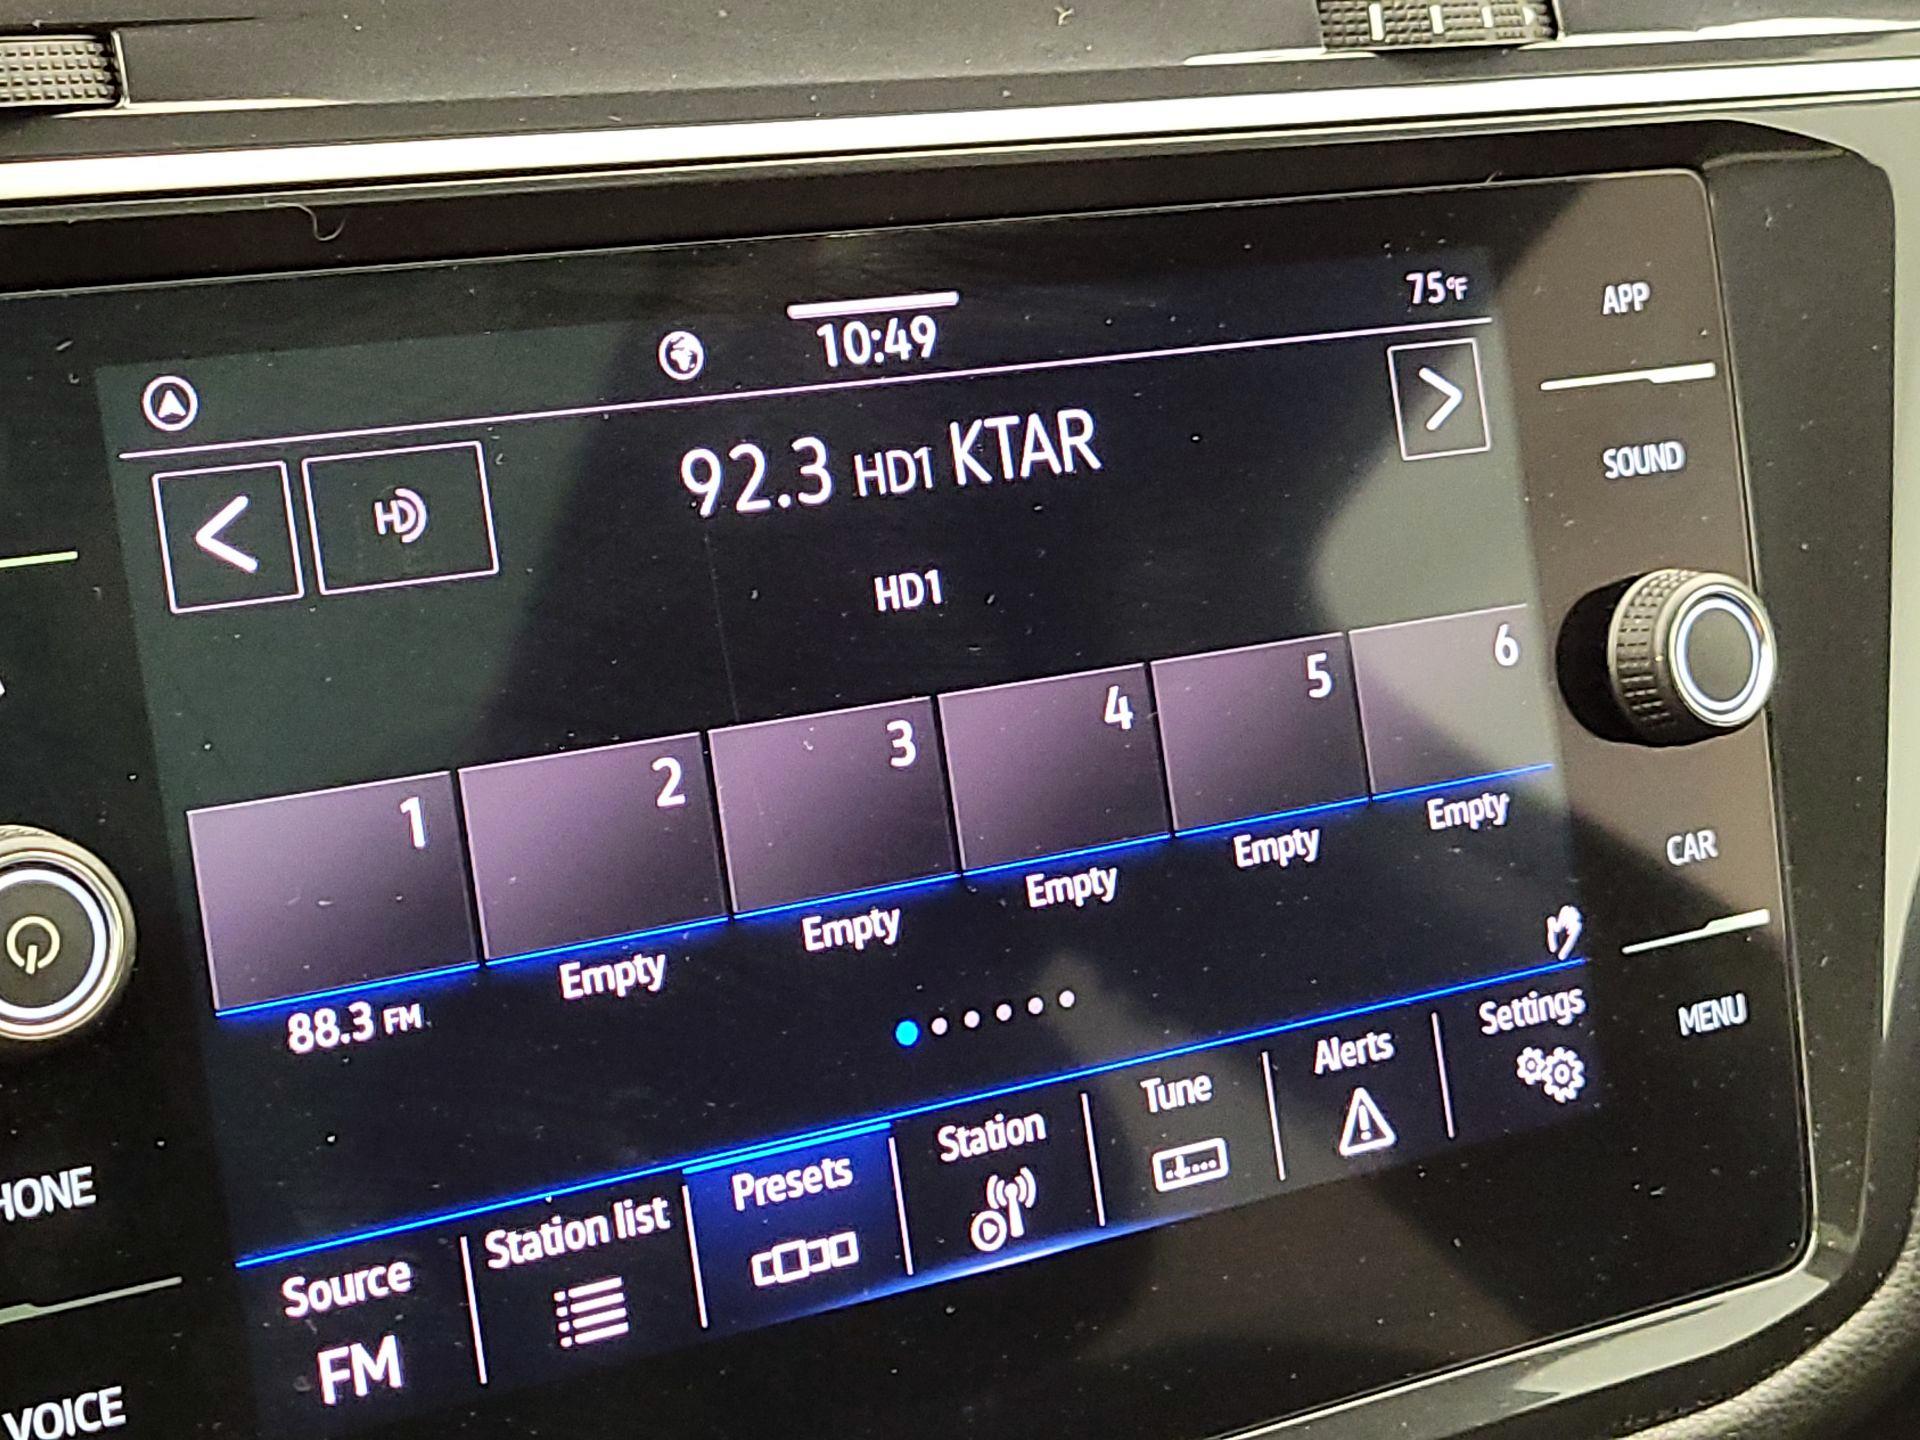 75°F
10:49
APP
92.3 HD1 KTAR
HD
SOUND
HD1
1 2 3 4 5 6
88.3 FM Empty Empty Empty Empty Empty
CAR
MENU
Source Station list Presets Station Tune Alerts Settings
FM
HONE
VOICE